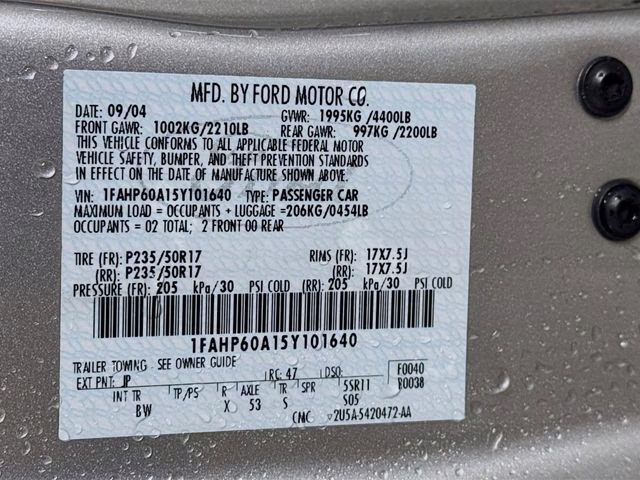 MFD. BY FORD MOTOR CO.
DATE: 09/04 GVWR: 1995KG /4400LB
FRONT GAWR: 1002KG/2210LB REAR GAWR: 997KG /2200LB
THIS VEHICLE CONFORMS TO ALL APPLICABLE FEDERAL MOTOR
VEHICLE SAFETY, BUMPER, AND THEFT PREVENTION STANDARDS
IN EFFECT ON THE DATE OF MANUFACTURE SHOWN ABOVE.
VIN: 1FAHP60A15Y101640 TYPE: PASSENGER CAR
MAXIMUM LOAD = OCCUPANTS + LUGGAGE =206KG/0454LB
OCCUPANTS = 02 TOTAL; 2 FRONT 00 REAR
TIRE (FR): P235/50R17 RIMS (FR): 17X7.5J
(RR): P235/50R17 (RR): 17X7.5J
PRESSURE (FR): 205 kPa/30 PSI COLD (RR): 205 kPa/30 PSI COLD
1FAHP60A15Y101640
TRAILER TOWING - SEE OWNER GUIDE
EXT PNT: JP RC: 47 DSO: F0040
INT TR TP/PS R AXLE TR SPR 5SR11 R0038
BW X 53 S S05
CMC V2U5A-5420472-AA